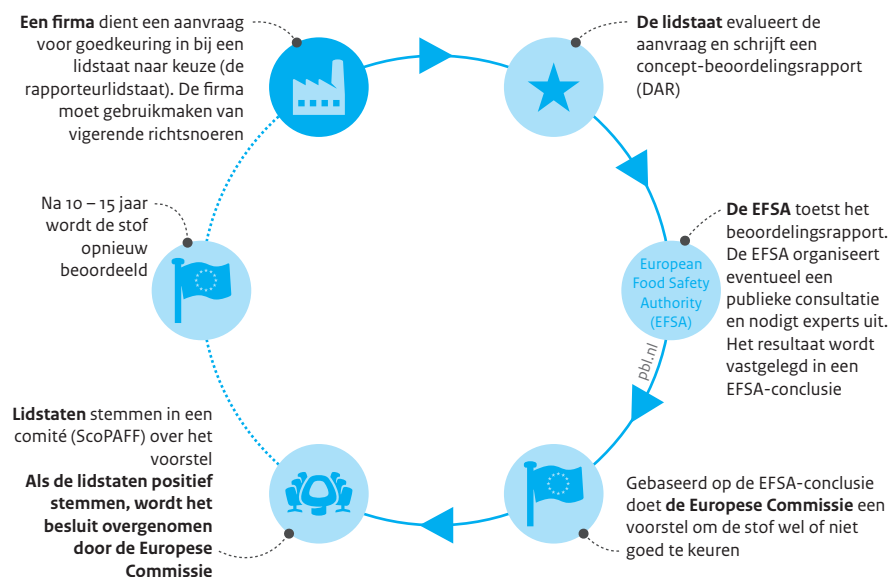 Een firma dient een aanvraag
voor goedkeuring in bij een
lidstaat naar keuze (de
rapporteurlidstaat). De firma
moet gebruikmaken van
vigerende richtsnoeren
De lidstaat evalueert de
aanvraag en schrijft een
concept-beoordelingsrapport
(DAR)
De EFSA toetst het
beoordelingsrapport.
De EFSA organiseert
eventueel een
publieke consultatie
en nodigt experts uit.
Het resultaat wordt
vastgelegd in een
EFSA-conclusie
European
Food Safety
Authority
(EFSA)
pbl.nl
Gebaseerd op de EFSA-conclusie
doet de Europese Commissie een
voorstel om de stof wel of niet
goed te keuren
Lidstaten stemmen in een
comité (ScoPAFF) over het
voorstel
Als de lidstaten positief
stemmen, wordt het
besluit overgenomen
door de Europese
Commissie
Na 10 – 15 jaar
wordt de stof
opnieuw
beoordeeld